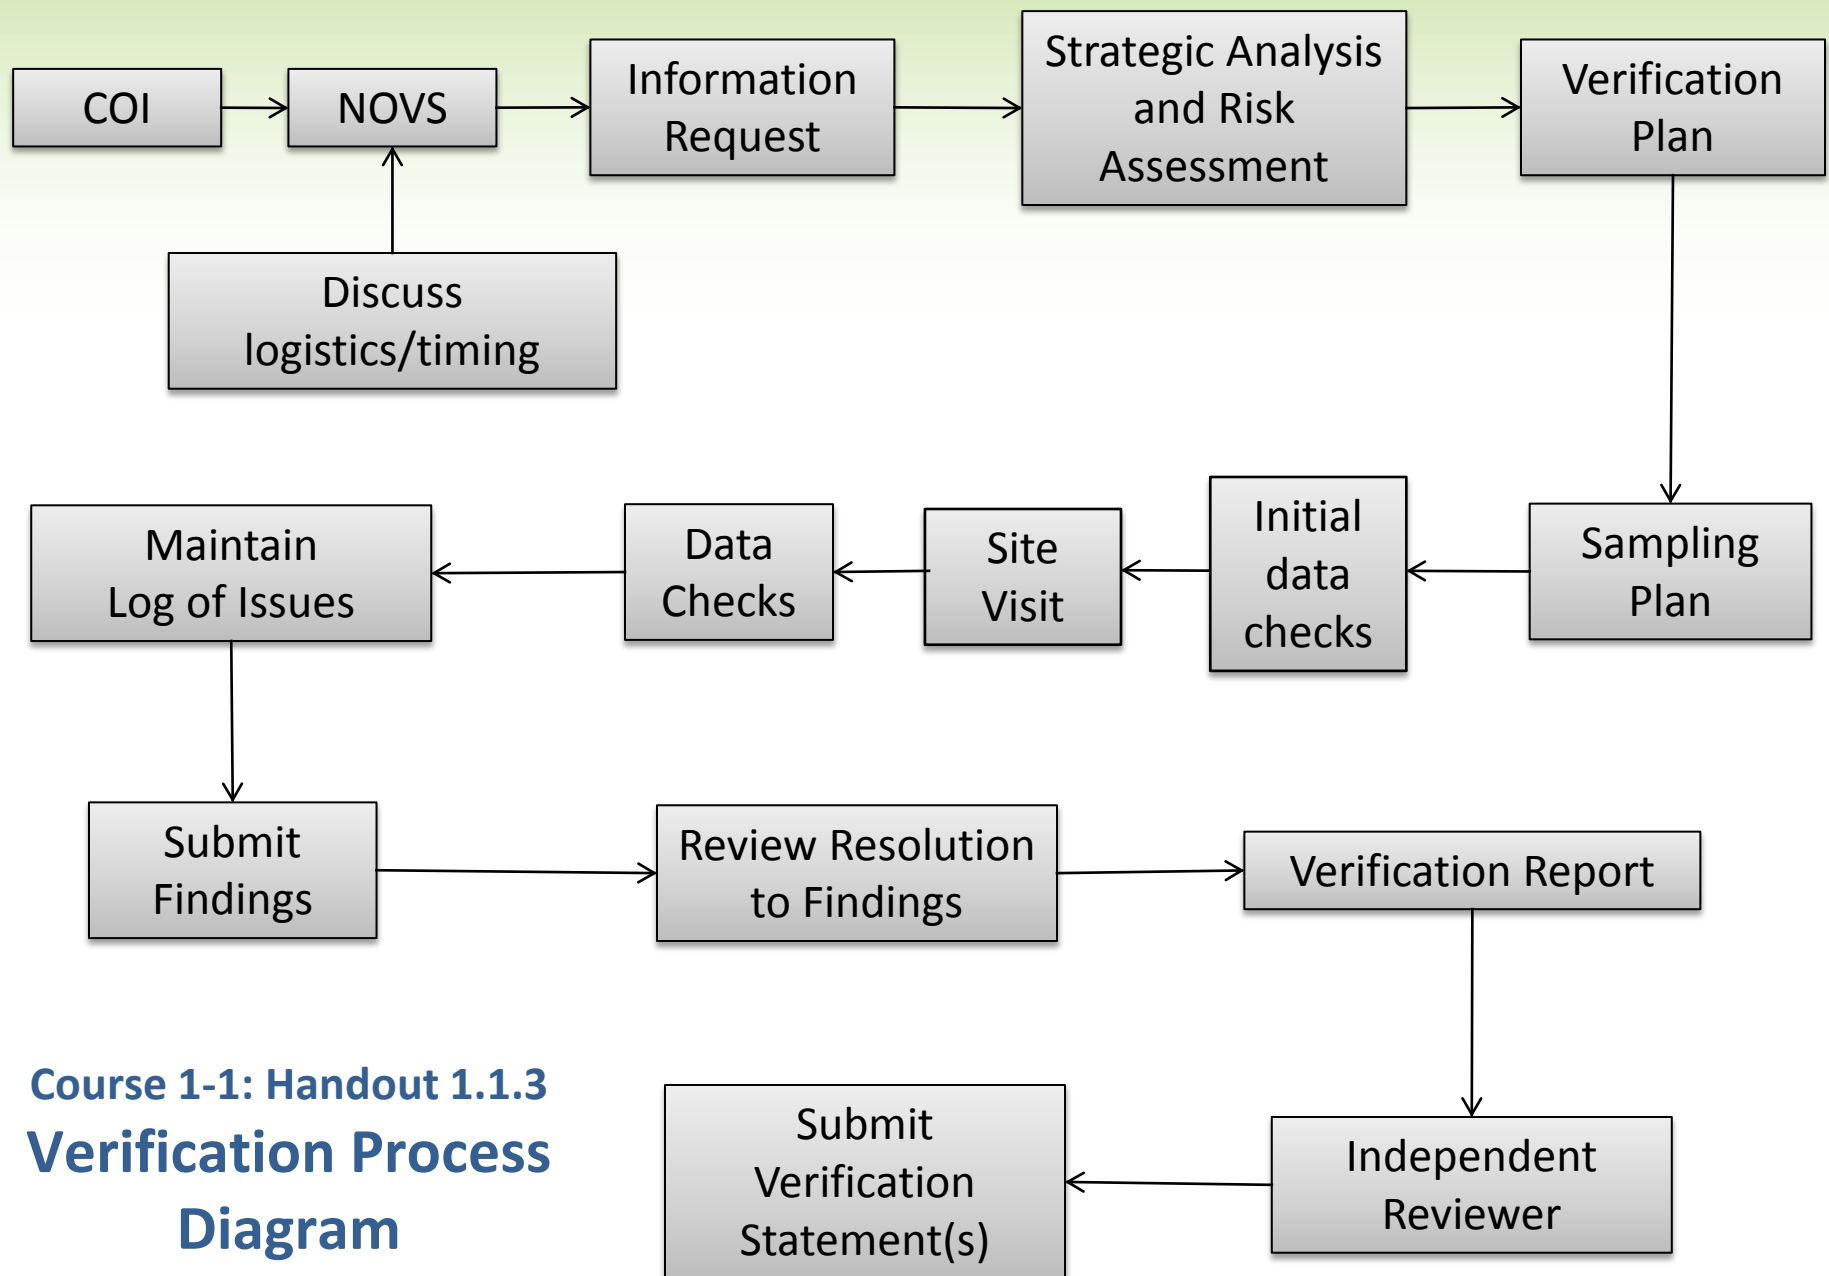 COI
NOVS
Information
Request
Strategic Analysis
and Risk
Assessment
Verification
Plan
Discuss
logistics/timing
Maintain
Log of Issues
Data
Checks
Site
Visit
Initial
data
checks
Sampling
Plan
Submit
Findings
Review Resolution
to Findings
Verification Report
Course 1-1: Handout 1.1.3
Verification Process
Diagram
Submit
Verification
Statement(s)
Independent
Reviewer